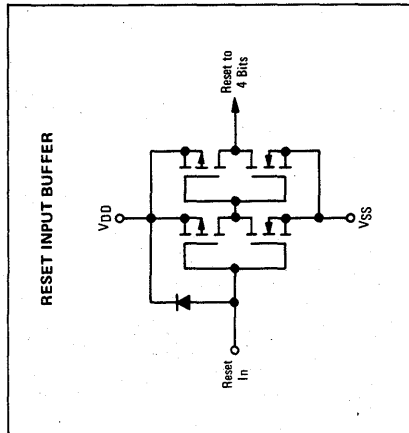 RESET INPUT BUFFER
VDD
Reset to
4 Bits
Reset
In
VSS